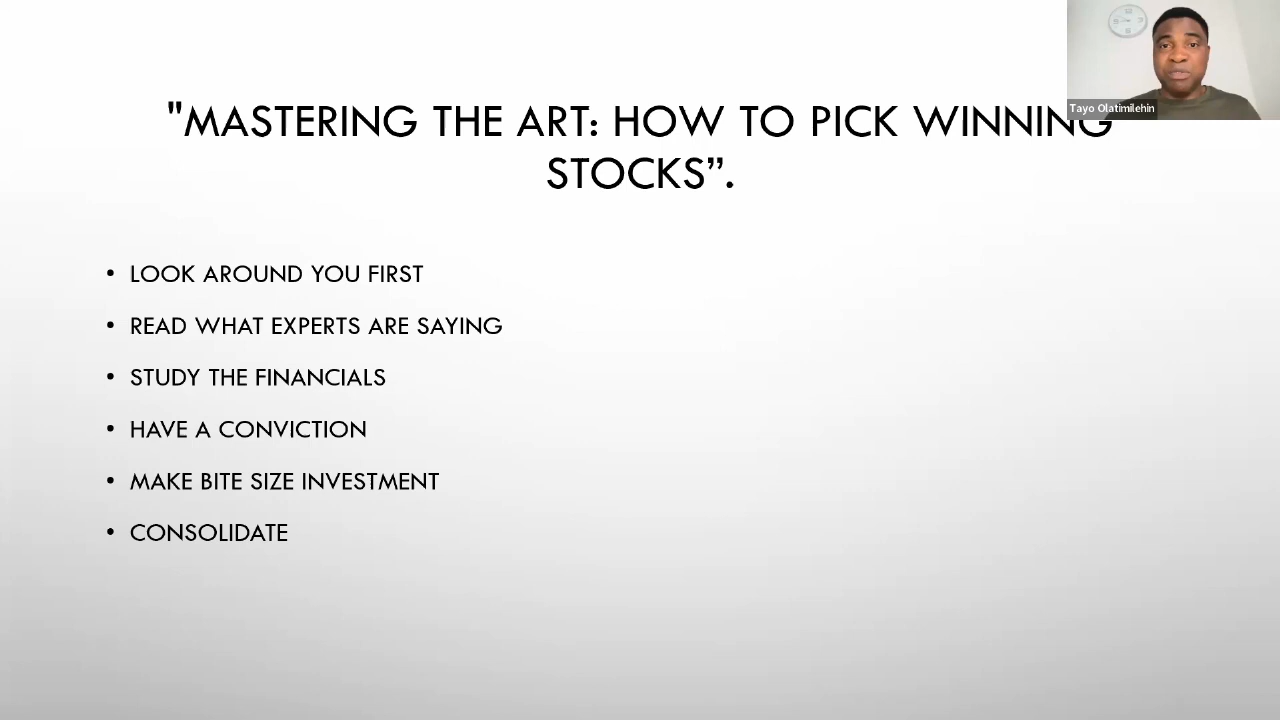 "MASTERING THE ART: HOW TO PICK WINNING
STOCKS”.
• LOOK AROUND YOU FIRST
• READ WHAT EXPERTS ARE SAYING
• STUDY THE FINANCIALS
• HAVE A CONVICTION
• MAKE BITE SIZE INVESTMENT
• CONSOLIDATE
Tayo Olatimilehin